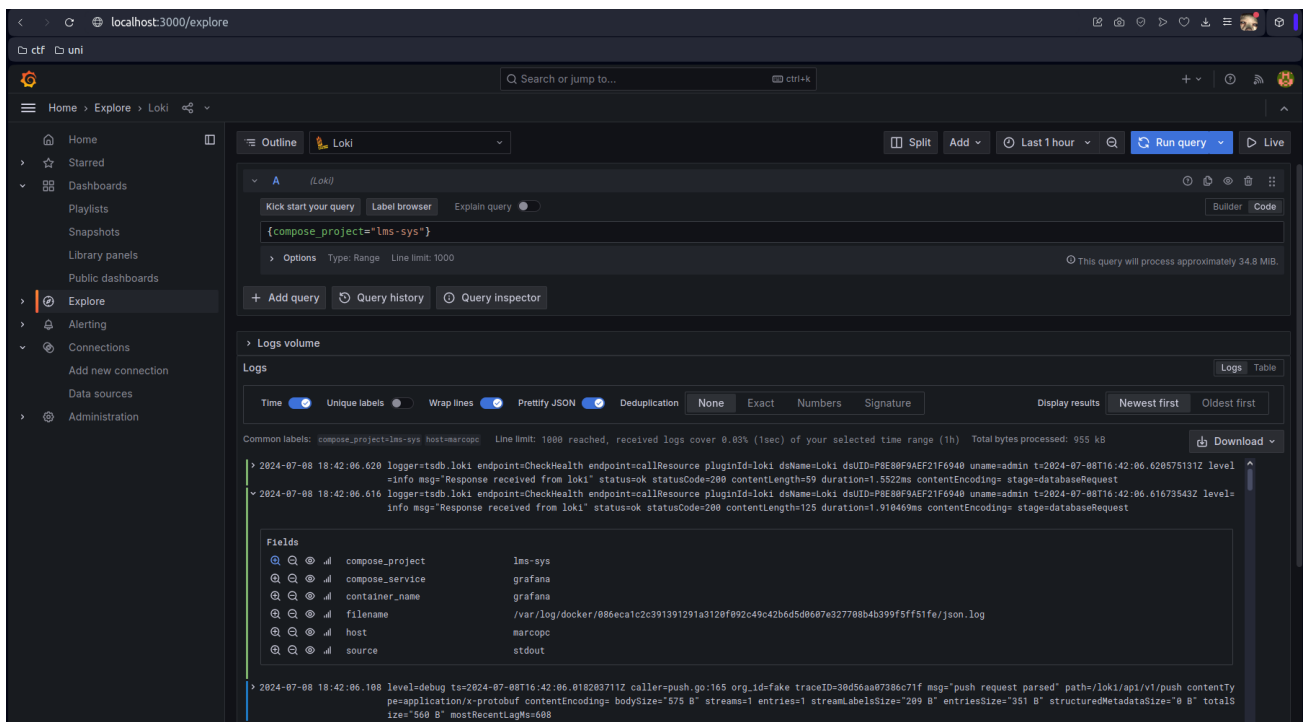 localhost:3000/explore
ctf uni
Search or jump to... ctrl+k
Home > Explore > Loki
Home
Starred
Dashboards
Playlists
Snapshots
Library panels
Public dashboards
Explore
Alerting
Connections
Add new connection
Data sources
Administration
Outline Loki Split Add Last 1 hour Run query Live
A (Loki)
Kick start your query Label browser Explain query Builder Code
{compose_project="lms-sys"}
> Options Type: Range Line limit: 1000 This query will process approximately 34.8 MiB.
+ Add query Query history Query inspector
> Logs volume
Logs Logs Table
Time Unique labels Wrap lines Prettify JSON Deduplication None Exact Numbers Signature Display results Newest first Oldest first
Common labels: compose_project=lms-sys host=marcopc Line limit: 1000 reached, received logs cover 0.03% (1sec) of your selected time range (1h) Total bytes processed: 955 kB Download
> 2024-07-08 18:42:06.620 logger=tsdb.loki endpoint=CheckHealth endpoint=callResource pluginId=loki dsName=Loki dsUID=P8E80F9AEF21F6940 uname=admin t=2024-07-08T16:42:06.620575131Z level
=info msg="Response received from loki" status=ok statusCode=200 contentLength=59 duration=1.5522ms contentEncoding= stage=databaseRequest
2024-07-08 18:42:06.616 logger=tsdb.loki endpoint=CheckHealth endpoint=callResource pluginId=loki dsName=Loki dsUID=P8E80F9AEF21F6940 uname=admin t=2024-07-08T16:42:06.61673543Z level=
info msg="Response received from loki" status=ok statusCode=200 contentLength=125 duration=1.910469ms contentEncoding= stage=databaseRequest
Fields
compose_project lms-sys
compose_service grafana
container_name grafana
filename /var/log/docker/086eca1c2c391391291a3120f092c49c42b6d5d0607e327708b4b399f5ff51fe/json.log
host marcopc
source stdout
> 2024-07-08 18:42:06.108 level=debug ts=2024-07-08T16:42:06.018203711Z caller=push.go:165 org_id=fake traceID=30d56aa07386c71f msg="push request parsed" path=/loki/api/v1/push contentTy
pe=application/x-protobuf contentEncoding= bodySize="575 B" streams=1 entries=1 streamLabelsSize="209 B" entriesSize="351 B" structuredMetadataSize="0 B" totalS
ize="560 B" mostRecentLagMs=608